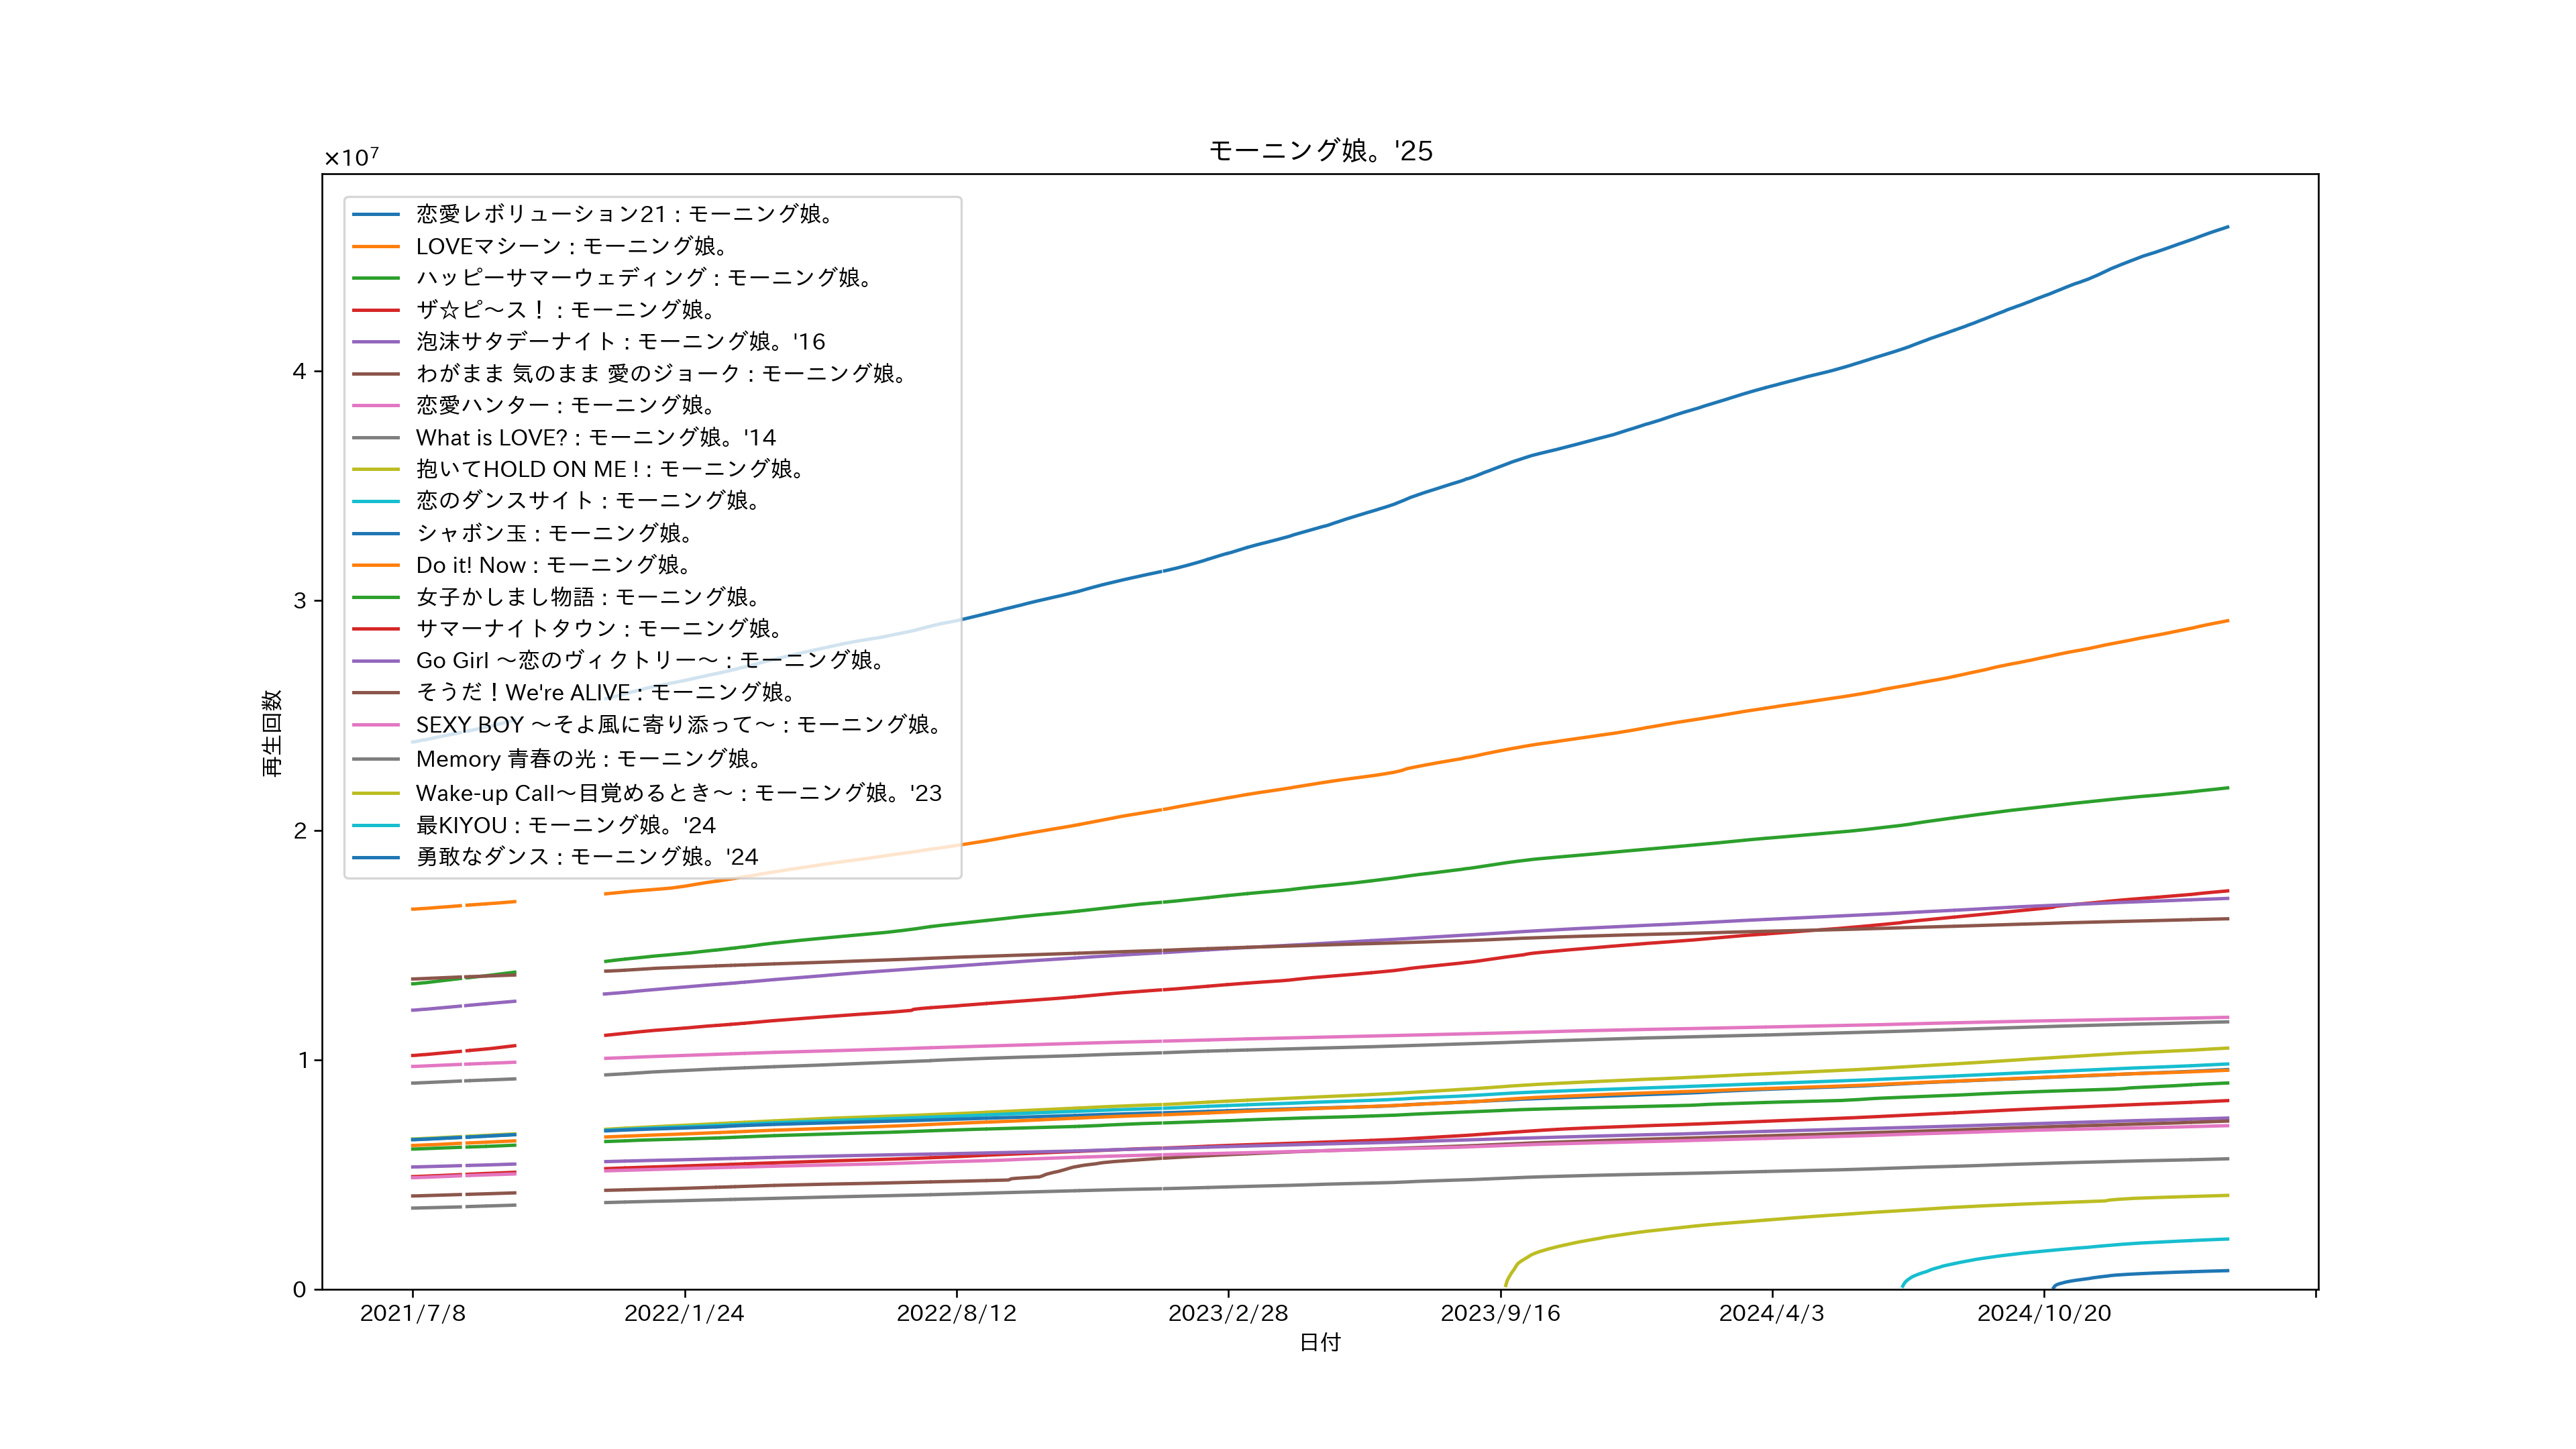 モーニング娘。'25
×10⁷
恋愛レボリューション21 : モーニング娘。
LOVEマシーン : モーニング娘。
ハッピーサマーウェディング : モーニング娘。
ザ☆ピ〜ス！ : モーニング娘。
泡沫サタデーナイト : モーニング娘。'16
わがまま 気のまま 愛のジョーク : モーニング娘。
恋愛ハンター : モーニング娘。
What is LOVE? : モーニング娘。'14
抱いてHOLD ON ME ! : モーニング娘。
恋のダンスサイト : モーニング娘。
シャボン玉 : モーニング娘。
Do it! Now : モーニング娘。
女子かしまし物語 : モーニング娘。
サマーナイトタウン : モーニング娘。
Go Girl 〜恋のヴィクトリー〜 : モーニング娘。
そうだ！We're ALIVE : モーニング娘。
SEXY BOY 〜そよ風に寄り添って〜 : モーニング娘。
Memory 青春の光 : モーニング娘。
Wake-up Call〜目覚めるとき〜 : モーニング娘。'23
最KIYOU : モーニング娘。'24
勇敢なダンス : モーニング娘。'24
4
3
2
1
0
再生回数
2021/7/8 2022/1/24 2022/8/12 2023/2/28 2023/9/16 2024/4/3 2024/10/20
日付